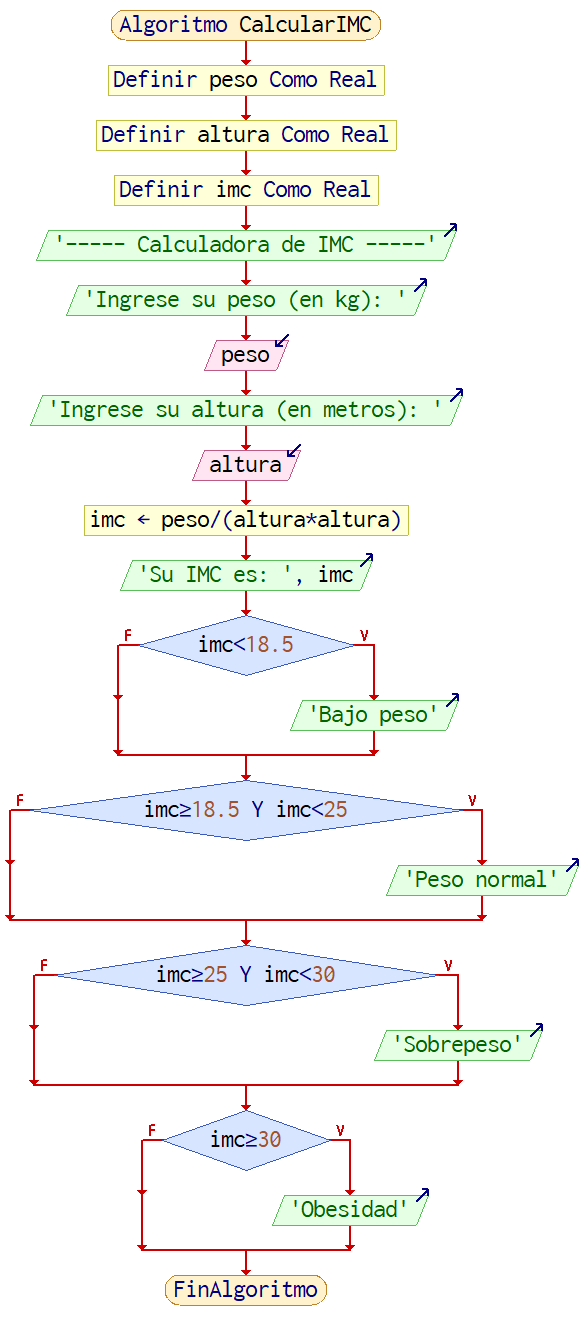 Algoritmo CalcularIMC
Definir peso Como Real
Definir altura Como Real
Definir imc Como Real
'----- Calculadora de IMC -----'
'Ingrese su peso (en kg): '
peso
'Ingrese su altura (en metros): '
altura
imc ← peso/(altura*altura)
'Su IMC es: ', imc
F V
imc<18.5
'Bajo peso'
F V
imc≥18.5 Y imc<25
'Peso normal'
F V
imc≥25 Y imc<30
'Sobrepeso'
F V
imc≥30
'Obesidad'
FinAlgoritmo